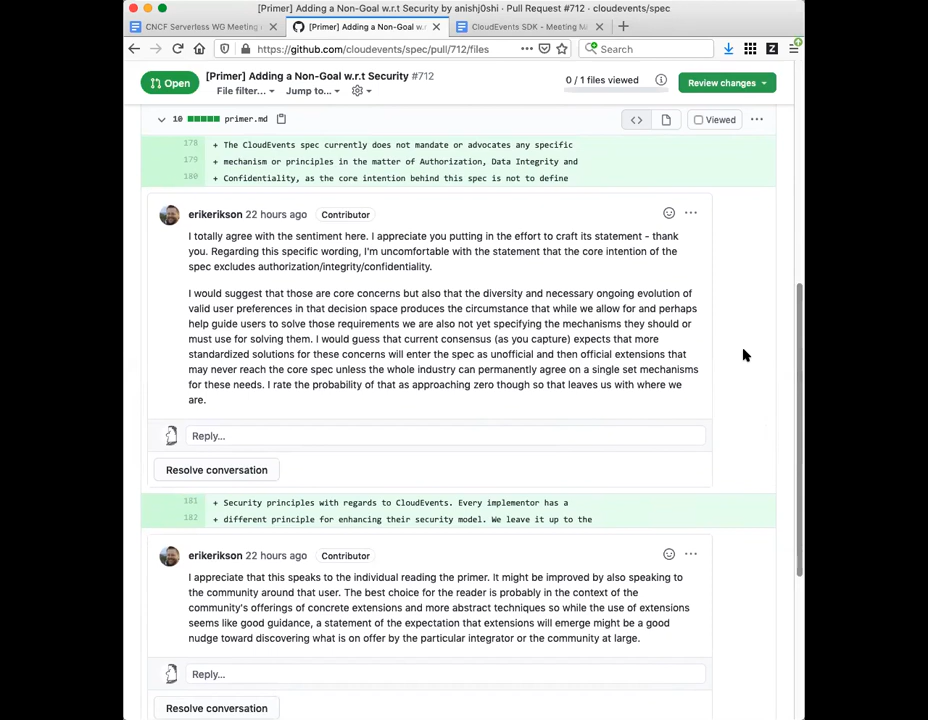 [Primer] Adding a Non-Goal w.r.t Security by anishj0shi · Pull Request #712 · cloudevents/spec
CNCF Serverless WG Meeting
[Primer] Adding a Non-Goal w.r
CloudEvents SDK - Meeting M
https://github.com/cloudevents/spec/pull/712/files
Search
Open
[Primer] Adding a Non-Goal w.r.t Security #712
File filter...
Jump to...
0 / 1 files viewed
Review changes
10
primer.md
Viewed
178 + The CloudEvents spec currently does not mandate or advocates any specific
179 + mechanism or principles in the matter of Authorization, Data Integrity and
180 + Confidentiality, as the core intention behind this spec is not to define
erikerikson 22 hours ago Contributor
I totally agree with the sentiment here. I appreciate you putting in the effort to craft its statement - thank
you. Regarding this specific wording, I'm uncomfortable with the statement that the core intention of the
spec excludes authorization/integrity/confidentiality.
I would suggest that those are core concerns but also that the diversity and necessary ongoing evolution of
valid user preferences in that decision space produces the circumstance that while we allow for and perhaps
help guide users to solve those requirements we are also not yet specifying the mechanisms they should or
must use for solving them. I would guess that current consensus (as you capture) expects that more
standardized solutions for these concerns will enter the spec as unofficial and then official extensions that
may never reach the core spec unless the whole industry can permanently agree on a single set mechanisms
for these needs. I rate the probability of that as approaching zero though so that leaves us with where we
are.
Reply...
Resolve conversation
181 + Security principles with regards to CloudEvents. Every implementor has a
182 + different principle for enhancing their security model. We leave it up to the
erikerikson 22 hours ago Contributor
I appreciate that this speaks to the individual reading the primer. It might be improved by also speaking to
the community around that user. The best choice for the reader is probably in the context of the
community's offerings of concrete extensions and more abstract techniques so while the use of extensions
seems like good guidance, a statement of the expectation that extensions will emerge might be a good
nudge toward discovering what is on offer by the particular integrator or the community at large.
Reply...
Resolve conversation